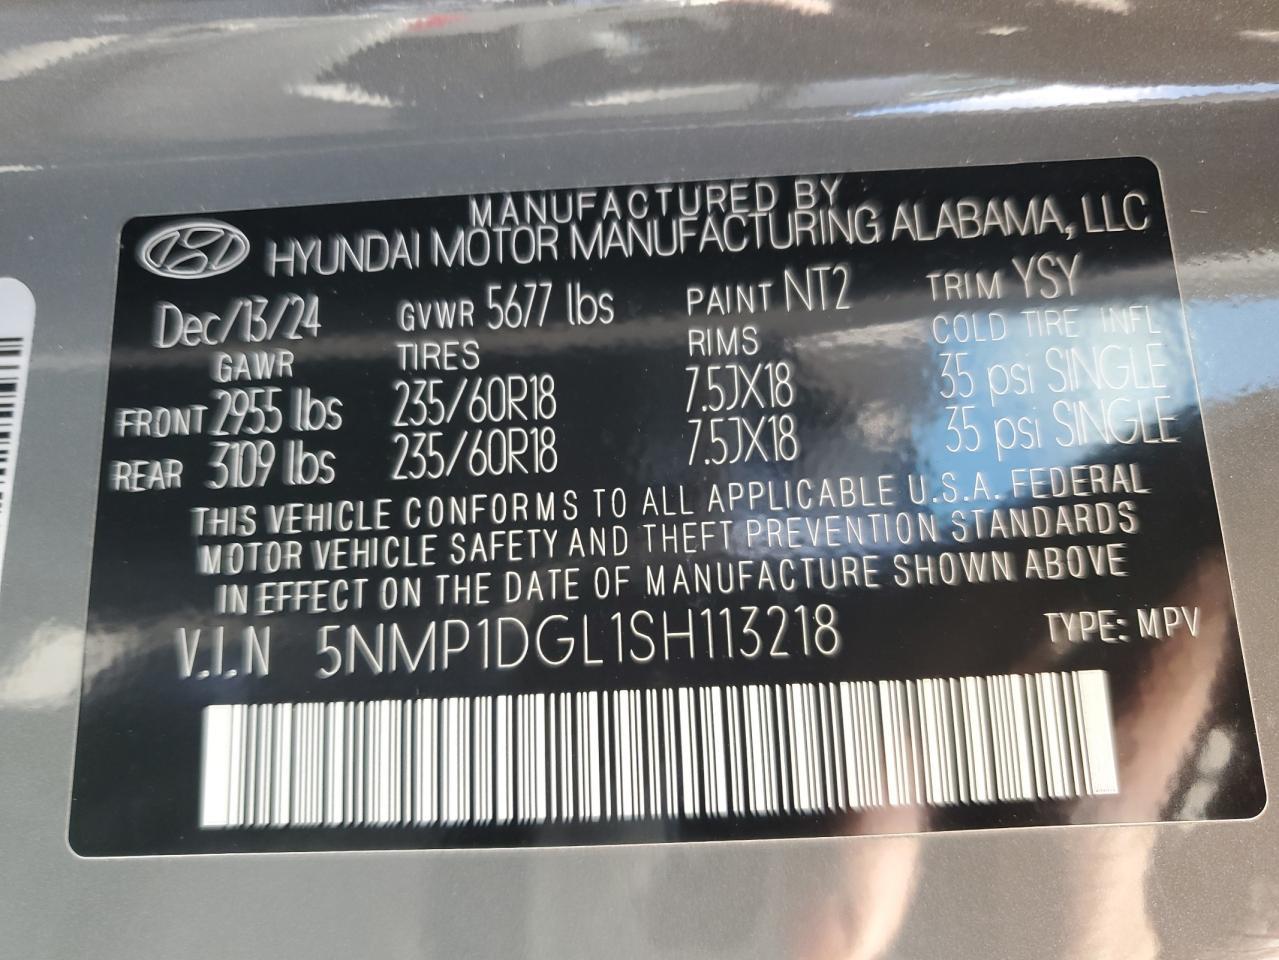 MANUFACTURED BY
HYUNDAI MOTOR MANUFACTURING ALABAMA, LLC
Dec/13/24 GVWR 5677 lbs PAINT NT2 TRIM YSY
GAWR TIRES RIMS COLD TIRE INFL
FRONT 2955 lbs 235/60R18 7.5JX18 35 psi SINGLE
REAR 3109 lbs 235/60R18 7.5JX18 35 psi SINGLE
THIS VEHICLE CONFORMS TO ALL APPLICABLE U.S.A. FEDERAL
MOTOR VEHICLE SAFETY AND THEFT PREVENTION STANDARDS
IN EFFECT ON THE DATE OF MANUFACTURE SHOWN ABOVE
V.I.N 5NMP1DGL1SH113218 TYPE: MPV